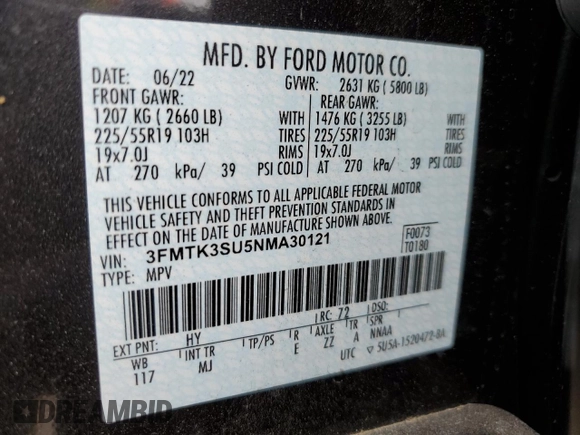 MFD. BY FORD MOTOR CO.
DATE: 06/22 GVWR: 2631 KG ( 5800 LB)
FRONT GAWR: REAR GAWR:
1207 KG ( 2660 LB) WITH 1476 KG ( 3255 LB) WITH
225/55R19 103H TIRES 225/55R19 103H TIRES
19x7.0J RIMS 19x7.0J RIMS
AT 270 kPa/ 39 PSI COLD AT 270 kPa/ 39 PSI COLD
THIS VEHICLE CONFORMS TO ALL APPLICABLE FEDERAL MOTOR
VEHICLE SAFETY AND THEFT PREVENTION STANDARDS IN
EFFECT ON THE DATE OF MANUFACTURE SHOWN ABOVE.
VIN: 3FMTK3SU5NMA30121 F0073
TYPE: MPV T0180
EXT PNT: HY RC: 72 DSO:
WB INT TR TP/PS R AXLE TR SPR
117 MJ E ZZ A NNAA
UTC 5U5A-1520472-BA
DREAMBID